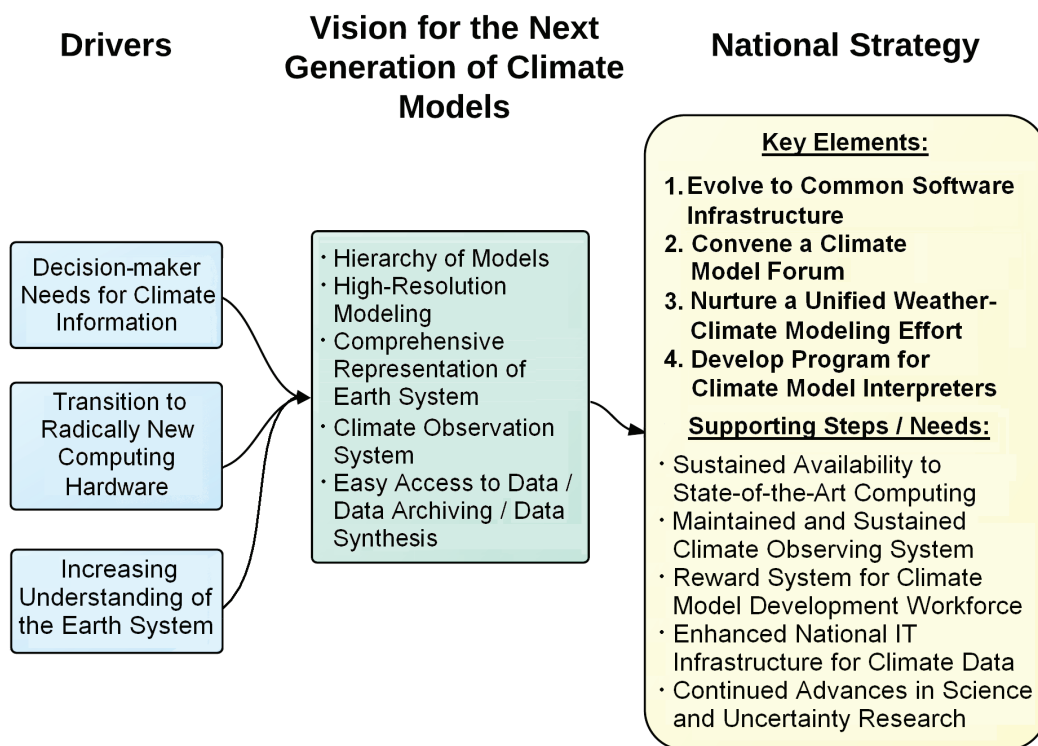 Drivers
Vision for the Next
Generation of Climate
Models
National Strategy
Decision-maker
Needs for Climate
Information
Transition to
Radically New
Computing
Hardware
Increasing
Understanding of
the Earth System
· Hierarchy of Models
· High-Resolution
Modeling
· Comprehensive
Representation of
Earth System
· Climate Observation
System
· Easy Access to Data /
Data Archiving / Data
Synthesis
Key Elements:
1. Evolve to Common Software
Infrastructure
2. Convene a Climate
Model Forum
3. Nurture a Unified Weather-
Climate Modeling Effort
4. Develop Program for
Climate Model Interpreters
Supporting Steps / Needs:
· Sustained Availability to
State-of-the-Art Computing
· Maintained and Sustained
Climate Observing System
· Reward System for Climate
Model Development Workforce
· Enhanced National IT
Infrastructure for Climate Data
· Continued Advances in Science
and Uncertainty Research